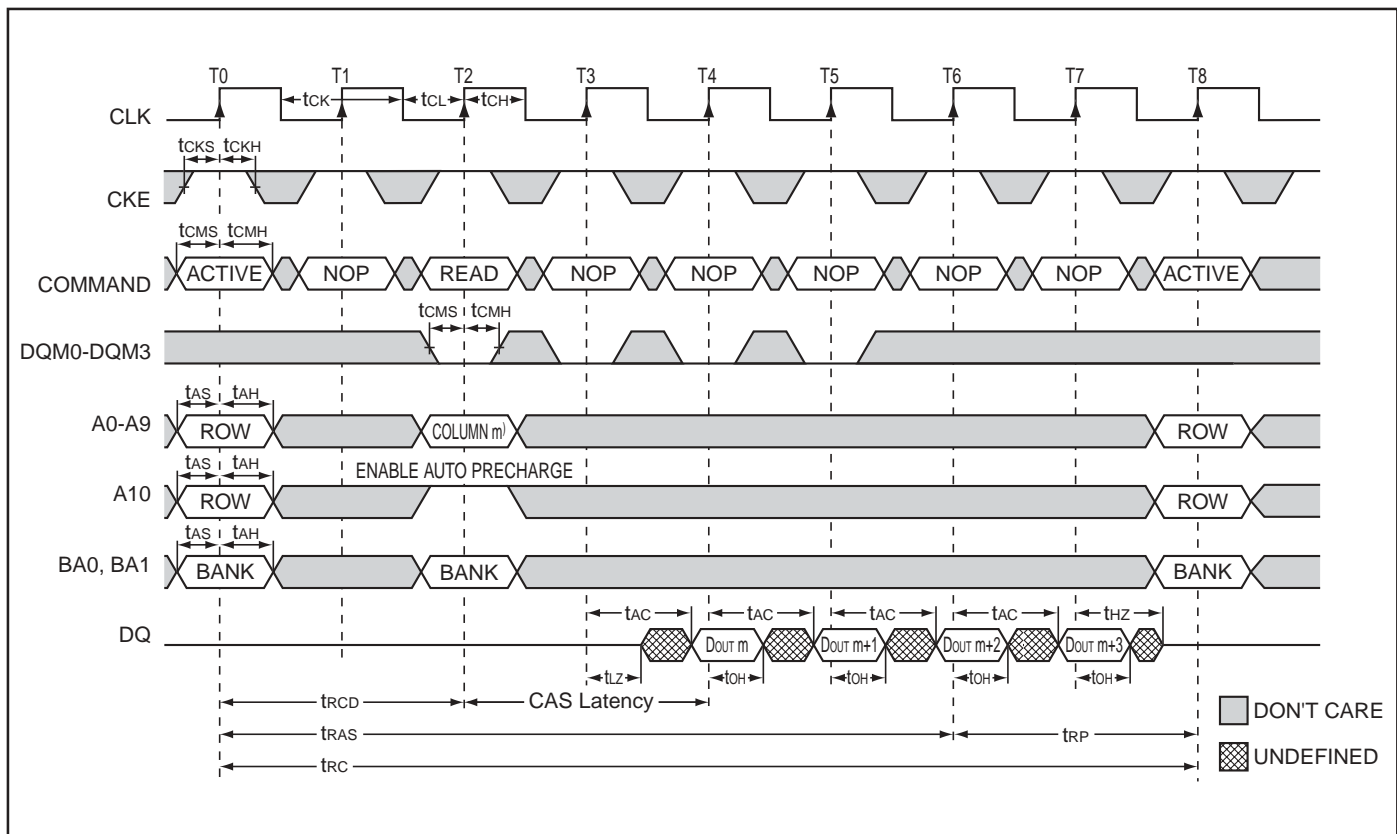 T0 T1 T2 T3 T4 T5 T6 T7 T8
tCK tCL tCH
CLK
tCKS tCKH
CKE
tCMS tCMH
COMMAND ACTIVE NOP READ NOP NOP NOP NOP NOP ACTIVE
tCMS tCMH
DQM0-DQM3
tAS tAH
A0-A9 ROW COLUMN m) ROW
tAS tAH ENABLE AUTO PRECHARGE
A10 ROW ROW
tAS tAH
BA0, BA1 BANK BANK BANK
tAC tAC tAC tAC tHZ
DQ DOUT m DOUT m+1 DOUT m+2 DOUT m+3
tLZ tOH tOH tOH tOH
tRCD CAS Latency
DON'T CARE
tRAS tRP
UNDEFINED
tRC